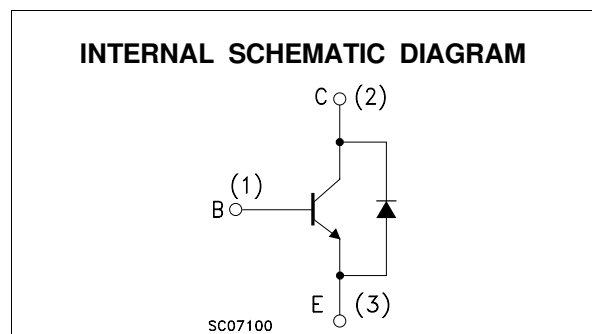 INTERNAL SCHEMATIC DIAGRAM
C (2)
(1)
B
E (3)
SC07100